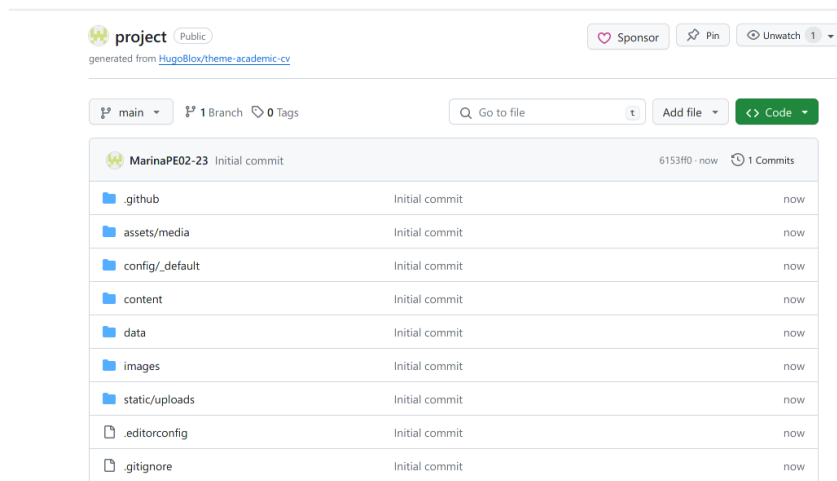 project Public Sponsor Pin Unwatch 1
generated from HugoBlox/theme-academic-cv
main 1 Branch 0 Tags Go to file t Add file <> Code
MarinaPE02-23 Initial commit 6153ff0 · now 1 Commits
.github Initial commit now
assets/media Initial commit now
config/_default Initial commit now
content Initial commit now
data Initial commit now
images Initial commit now
static/uploads Initial commit now
.editorconfig Initial commit now
.gitignore Initial commit now